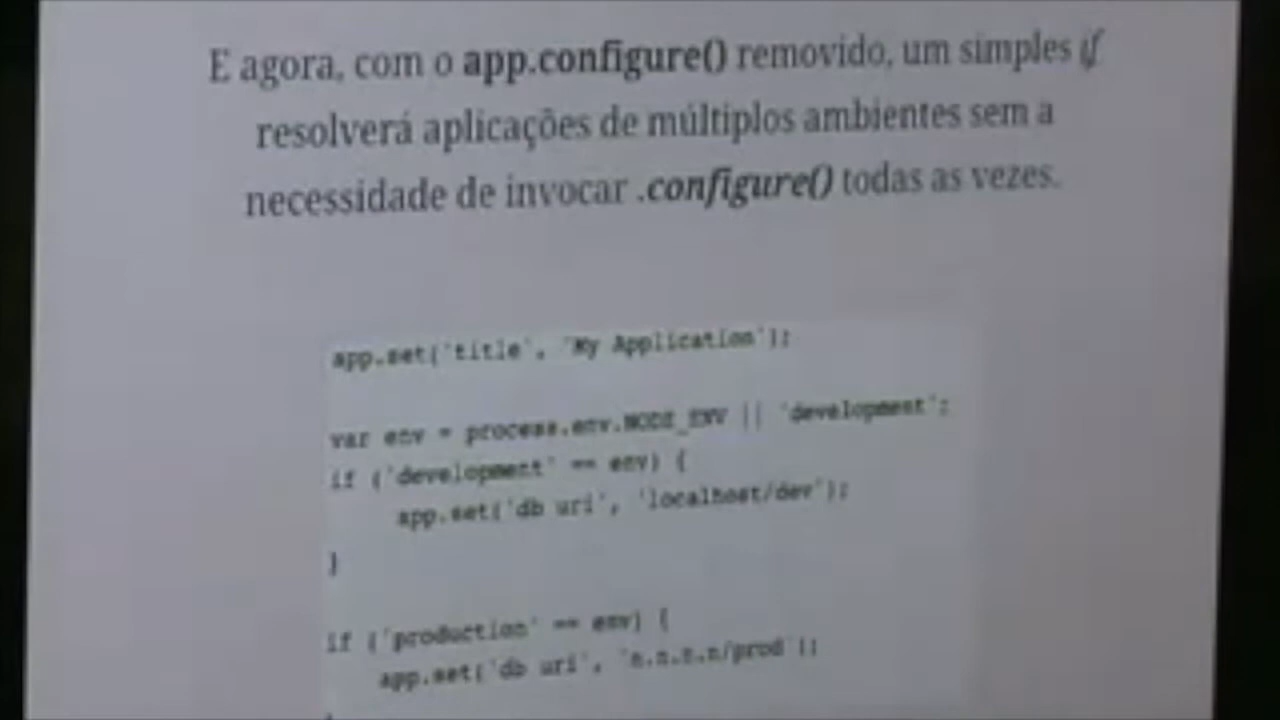 E agora, com o app.configure() removido, um simples if
resolverá aplicações de múltiplos ambientes sem a
necessidade de invocar .configure() todas as vezes.
app.set('title', 'My Application');
var env = process.env.NODE_ENV || 'development';
if ('development' == env) {
app.set('db uri', 'localhost/dev');
}
if ('production' == env) {
app.set('db uri', 'n.n.n.n/prod');